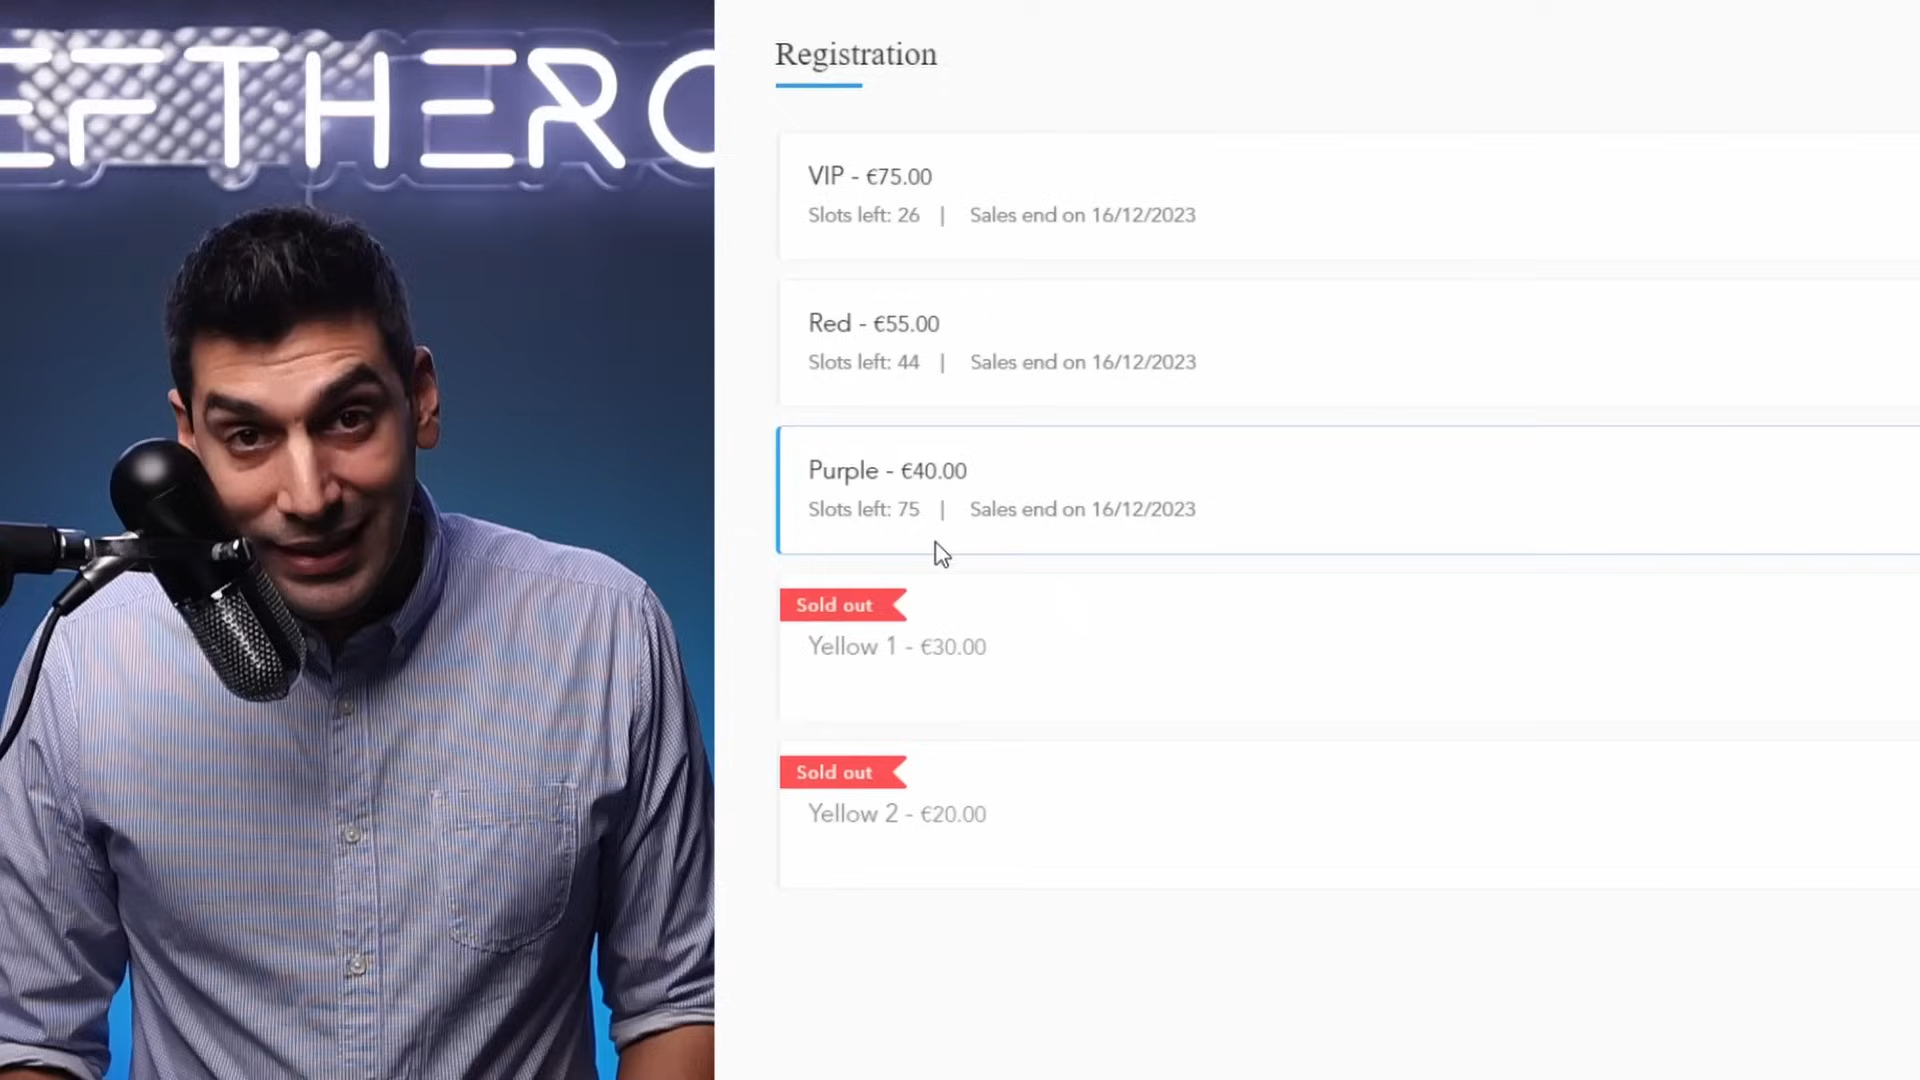 EFTHERO
Registration
VIP - €75.00
Slots left: 26 | Sales end on 16/12/2023
Red - €55.00
Slots left: 44 | Sales end on 16/12/2023
Purple - €40.00
Slots left: 75 | Sales end on 16/12/2023
Sold out
Yellow 1 - €30.00
Sold out
Yellow 2 - €20.00